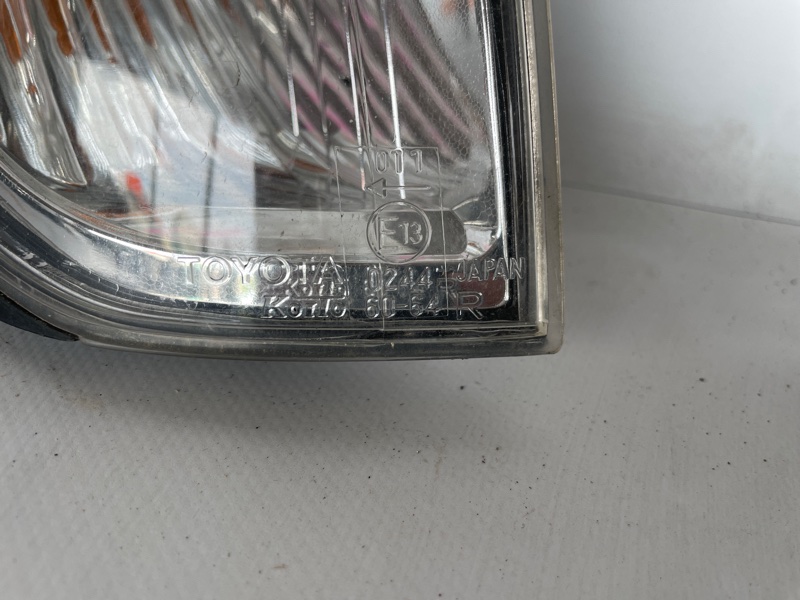 011
E13
TOYOTA 0244 JAPAN
Koito 60-64 R